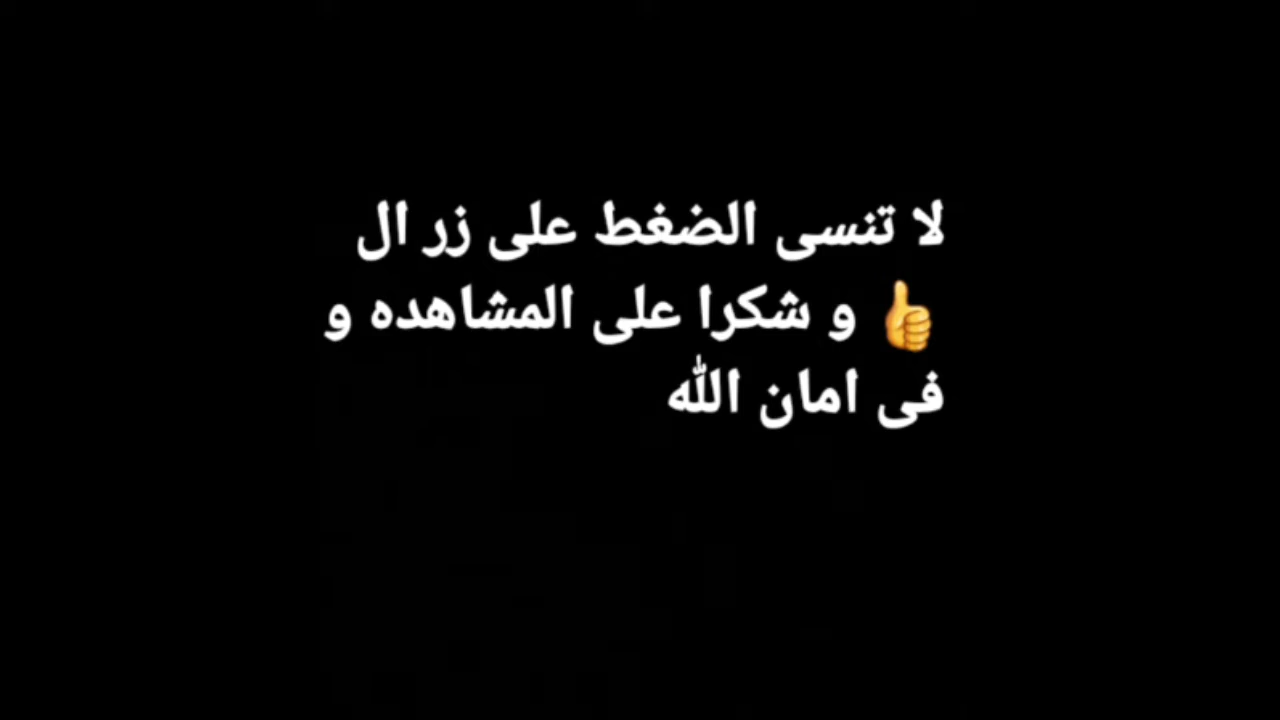 لا تنسى الضغط على زر ال
👍 و شكرا على المشاهده و
فى امان الله